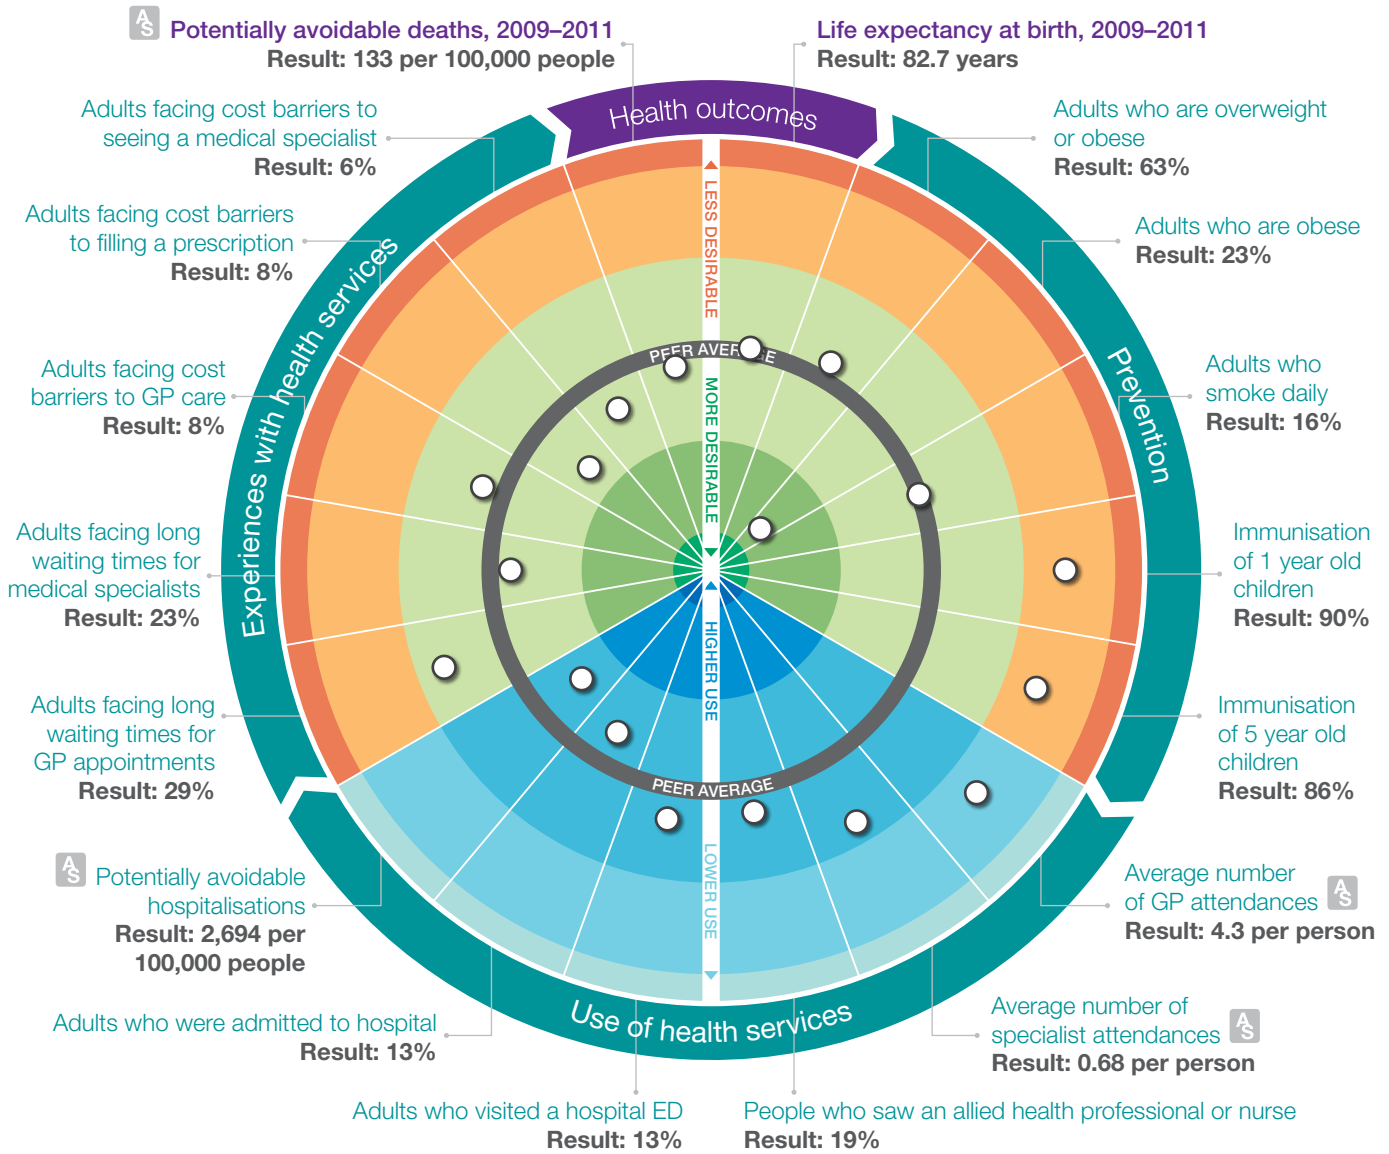 AS Potentially avoidable deaths, 2009–2011
Result: 133 per 100,000 people
Life expectancy at birth, 2009–2011
Result: 82.7 years
Health outcomes
Adults facing cost barriers to
seeing a medical specialist
Result: 6%
Adults who are overweight
or obese
Result: 63%
Adults facing cost barriers
to filling a prescription
Result: 8%
Adults who are obese
Result: 23%
Adults facing cost
barriers to GP care
Result: 8%
Adults who
smoke daily
Result: 16%
Experiences with health services
Prevention
LESS DESIRABLE
PEER AVERAGE
MORE DESIRABLE
HIGHER USE
PEER AVERAGE
LOWER USE
Adults facing long
waiting times for
medical specialists
Result: 23%
Immunisation
of 1 year old
children
Result: 90%
Adults facing long
waiting times for
GP appointments
Result: 29%
Immunisation
of 5 year old
children
Result: 86%
AS Potentially avoidable
hospitalisations
Result: 2,694 per
100,000 people
Average number
of GP attendances AS
Result: 4.3 per person
Use of health services
Adults who were admitted to hospital
Result: 13%
Average number of
specialist attendances AS
Result: 0.68 per person
Adults who visited a hospital ED
Result: 13%
People who saw an allied health professional or nurse
Result: 19%